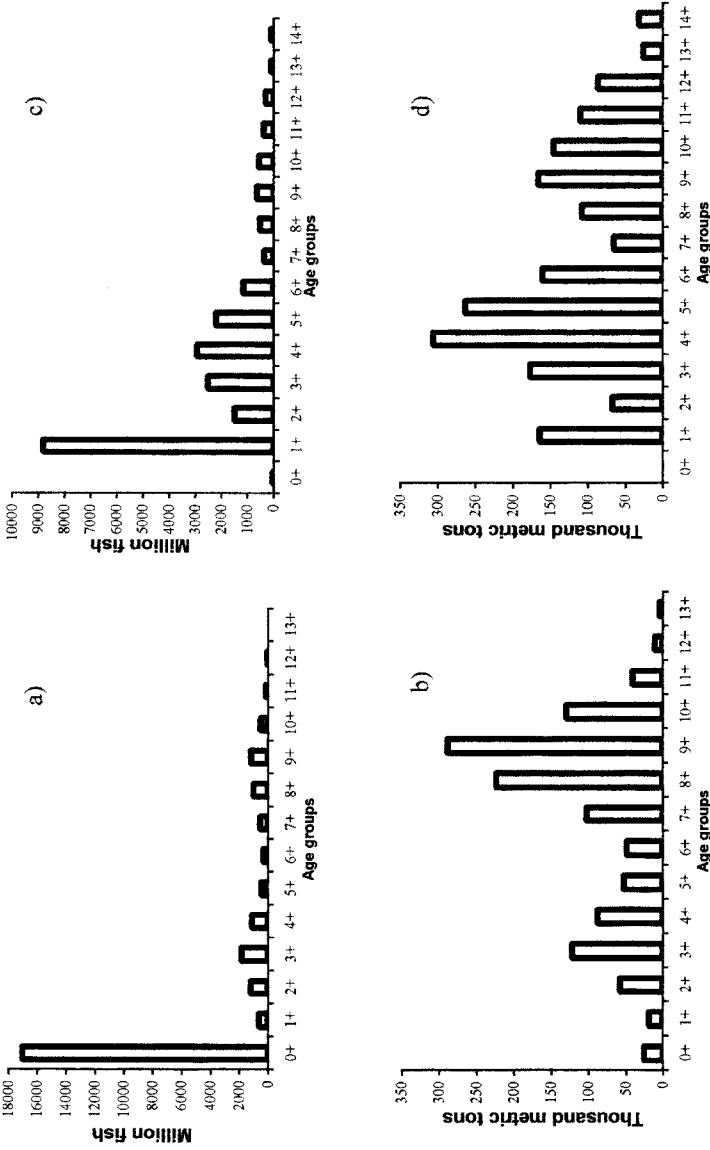 a)
Million fish
18000
16000
14000
12000
10000
8000
6000
4000
2000
0
0+ 1+ 2+ 3+ 4+ 5+ 6+ 7+ 8+ 9+ 10+ 11+ 12+ 13+
Age groups
c)
Million fish
10000
9000
8000
7000
6000
5000
4000
3000
2000
1000
0
0+ 1+ 2+ 3+ 4+ 5+ 6+ 7+ 8+ 9+ 10+ 11+ 12+ 13+ 14+
Age groups
b)
Thousand metric tons
350
300
250
200
150
100
50
0
0+ 1+ 2+ 3+ 4+ 5+ 6+ 7+ 8+ 9+ 10+ 11+ 12+ 13+
Age groups
d)
Thousand metric tons
350
300
250
200
150
100
50
0
0+ 1+ 2+ 3+ 4+ 5+ 6+ 7+ 8+ 9+ 10+ 11+ 12+ 13+ 14+
Age groups